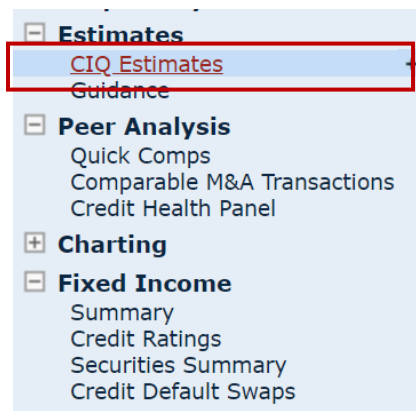 Estimates
CIQ Estimates
Guidance
Peer Analysis
Quick Comps
Comparable M&A Transactions
Credit Health Panel
Charting
Fixed Income
Summary
Credit Ratings
Securities Summary
Credit Default Swaps